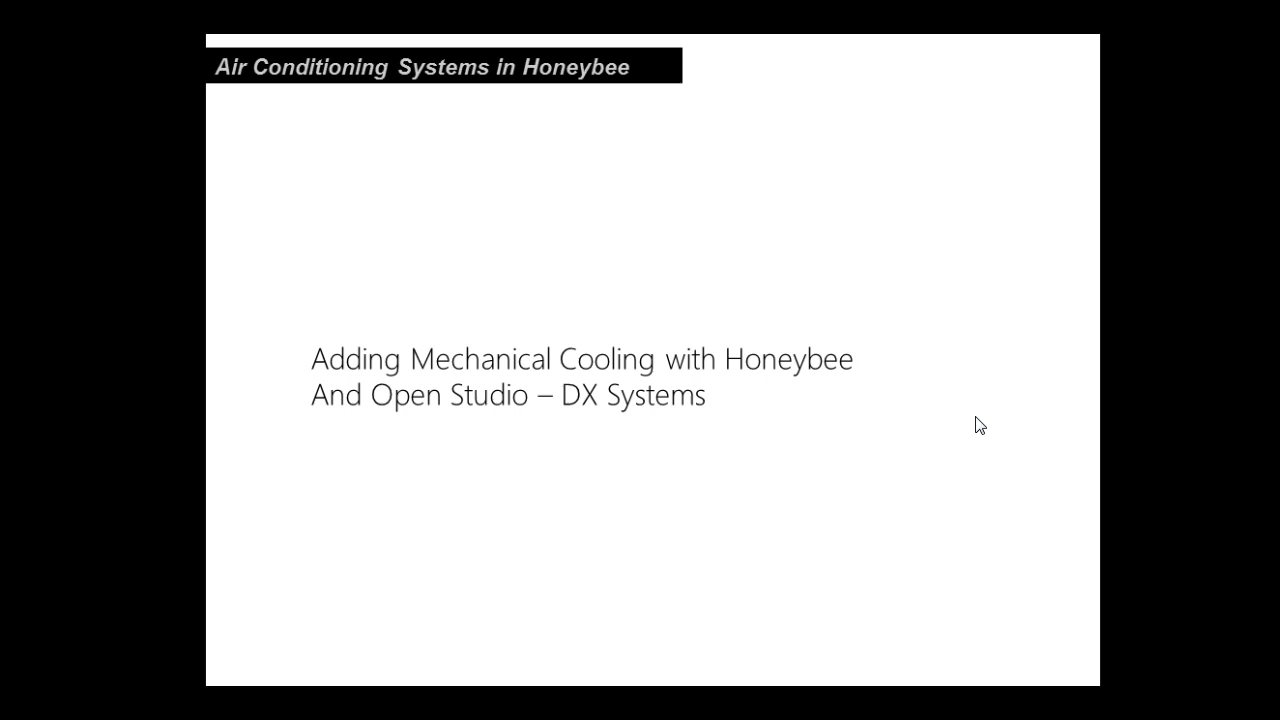 Air Conditioning Systems in Honeybee
Adding Mechanical Cooling with Honeybee
And Open Studio – DX Systems